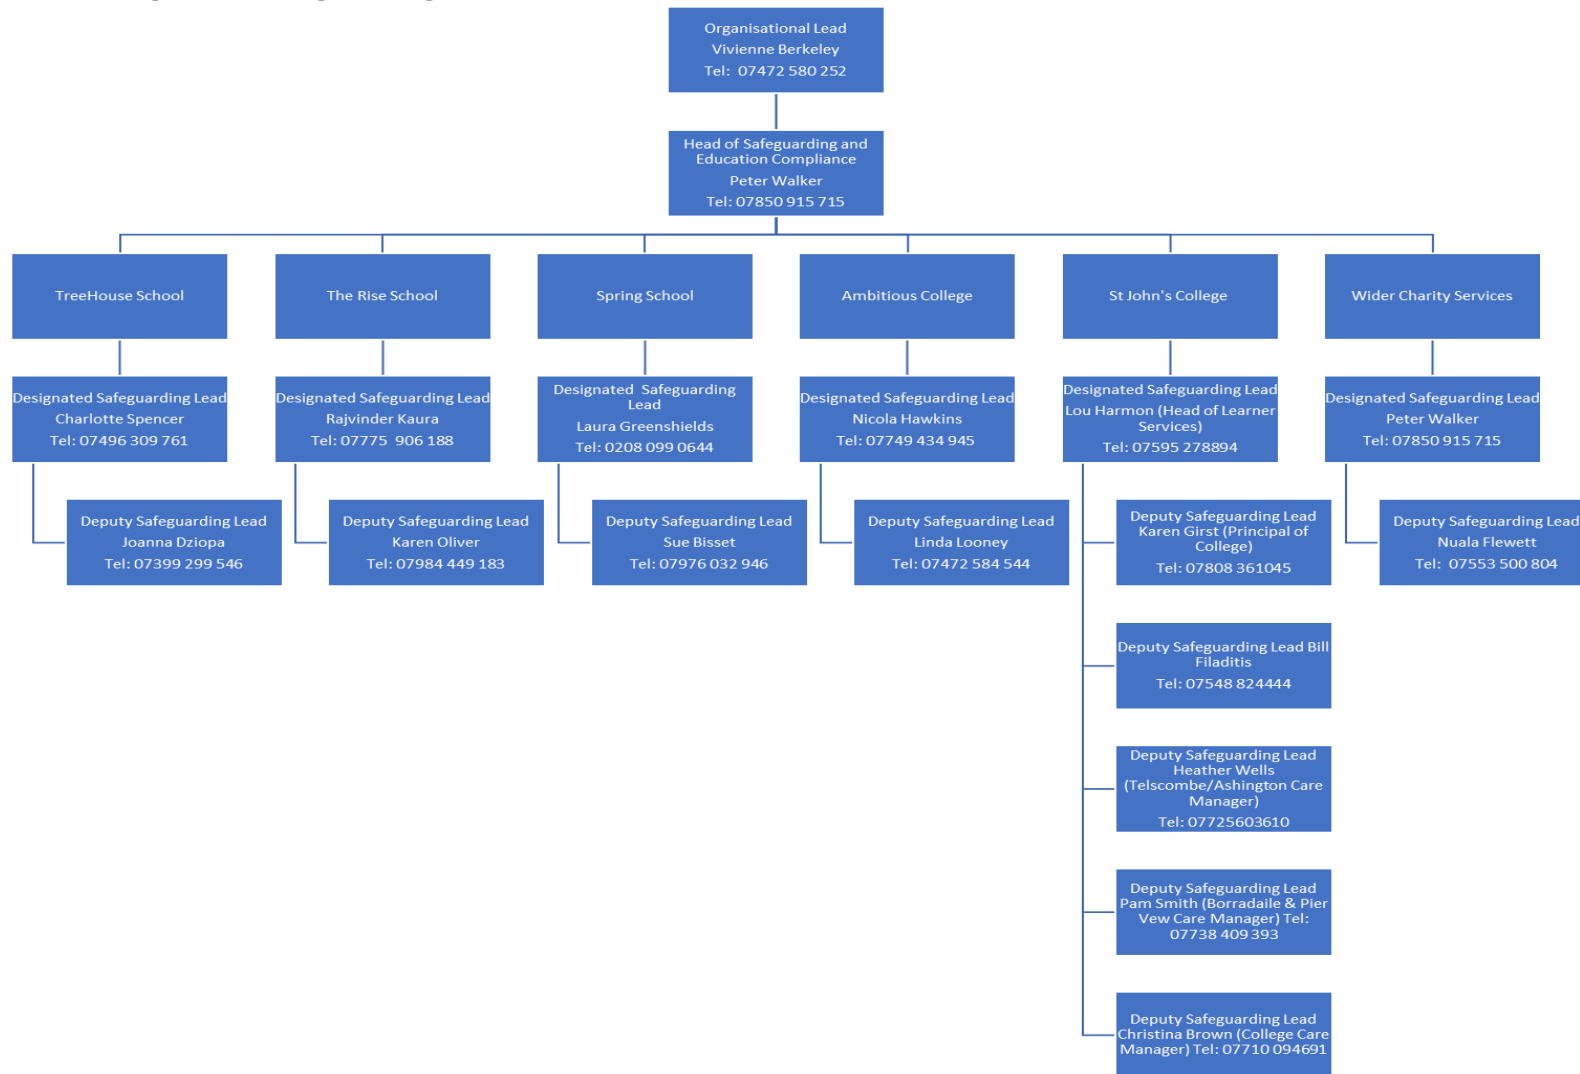 Organisational Lead
Vivienne Berkeley
Tel: 07472 580 252
Head of Safeguarding and
Education Compliance
Peter Walker
Tel: 07850 915 715
TreeHouse School
The Rise School
Spring School
Ambitious College
St John's College
Wider Charity Services
Designated Safeguarding Lead
Charlotte Spencer
Tel: 07496 309 761
Designated Safeguarding Lead
Rajvinder Kaura
Tel: 07775 906 188
Designated Safeguarding
Lead
Laura Greenshields
Tel: 0208 099 0644
Designated Safeguarding Lead
Nicola Hawkins
Tel: 07749 434 945
Designated Safeguarding Lead
Lou Harmon (Head of Learner
Services)
Tel: 07595 278894
Designated Safeguarding Lead
Peter Walker
Tel: 07850 915 715
Deputy Safeguarding Lead
Joanna Dziopa
Tel: 07399 299 546
Deputy Safeguarding Lead
Karen Oliver
Tel: 07984 449 183
Deputy Safeguarding Lead
Sue Bisset
Tel: 07976 032 946
Deputy Safeguarding Lead
Linda Looney
Tel: 07472 584 544
Deputy Safeguarding Lead
Karen Girst (Principal of
College)
Tel: 07808 361045
Deputy Safeguarding Lead
Nuala Flewett
Tel: 07553 500 804
Deputy Safeguarding Lead Bill
Filaditis
Tel: 07548 824444
Deputy Safeguarding Lead
Heather Wells
(Telscombe/Ashington Care
Manager)
Tel: 07725603610
Deputy Safeguarding Lead
Pam Smith (Borradaile & Pier
Vew Care Manager) Tel:
07738 409 393
Deputy Safeguarding Lead
Christina Brown (College Care
Manager) Tel: 07710 094691